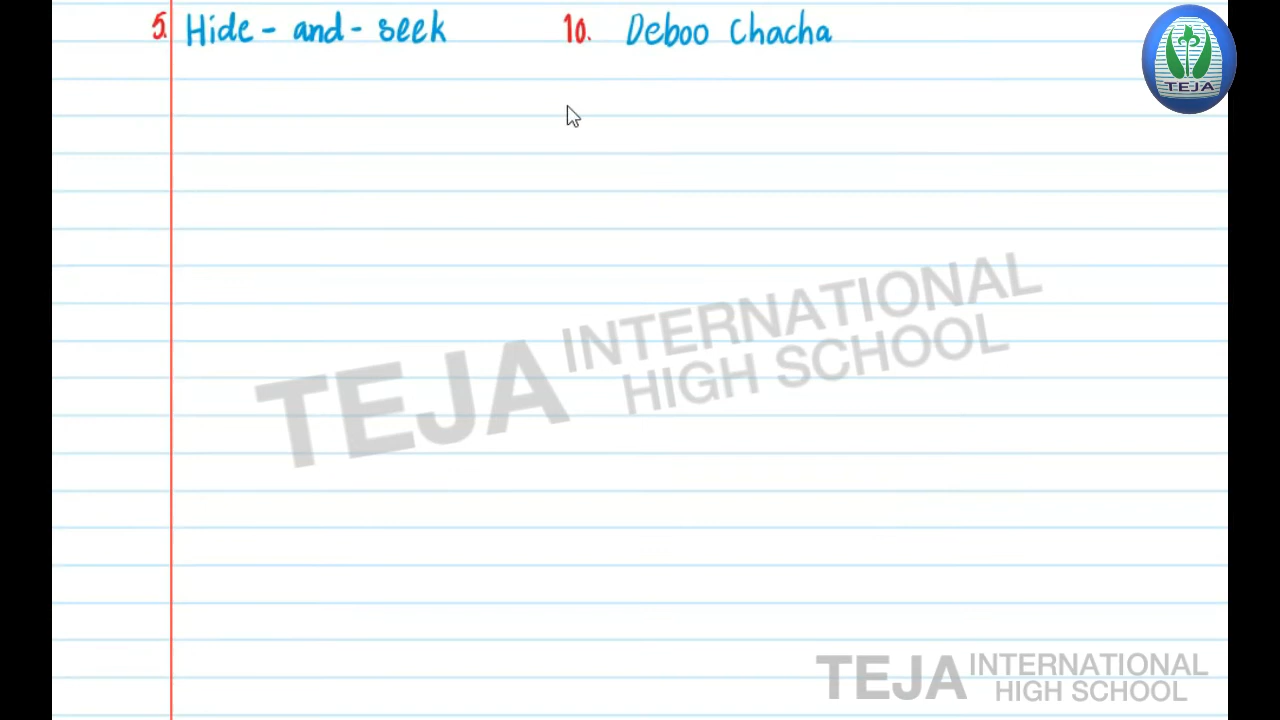 5. Hide - and - seek
10. Deboo Chacha
TEJA
TEJA INTERNATIONAL
HIGH SCHOOL
TEJA INTERNATIONAL
HIGH SCHOOL